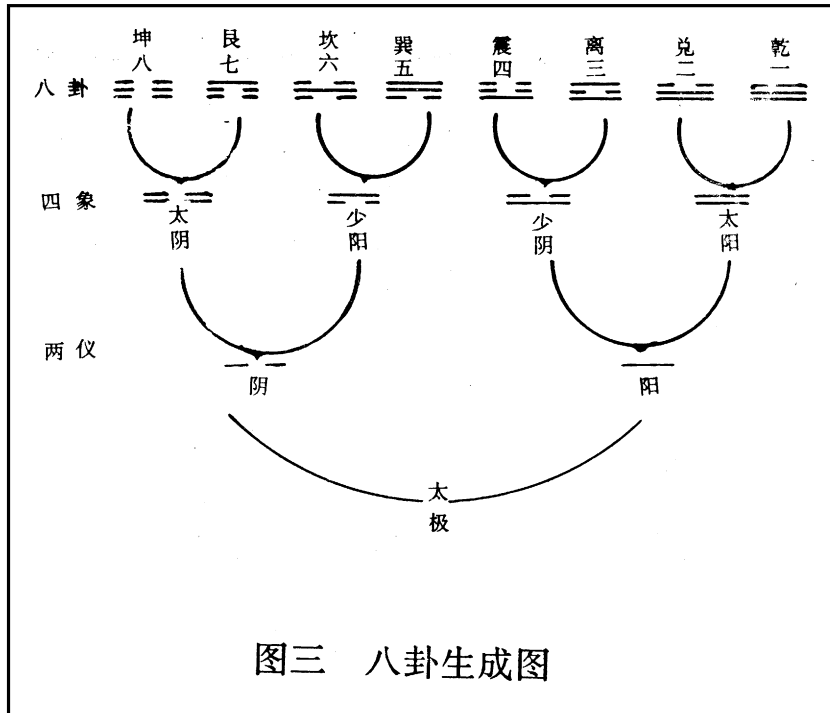 坤八 艮七 坎六 巽五 震四 离三 兑二 乾一
八卦
四象
太阴 少阳 少阴 太阳
两仪
阴 阳
太极
图三 八卦生成图